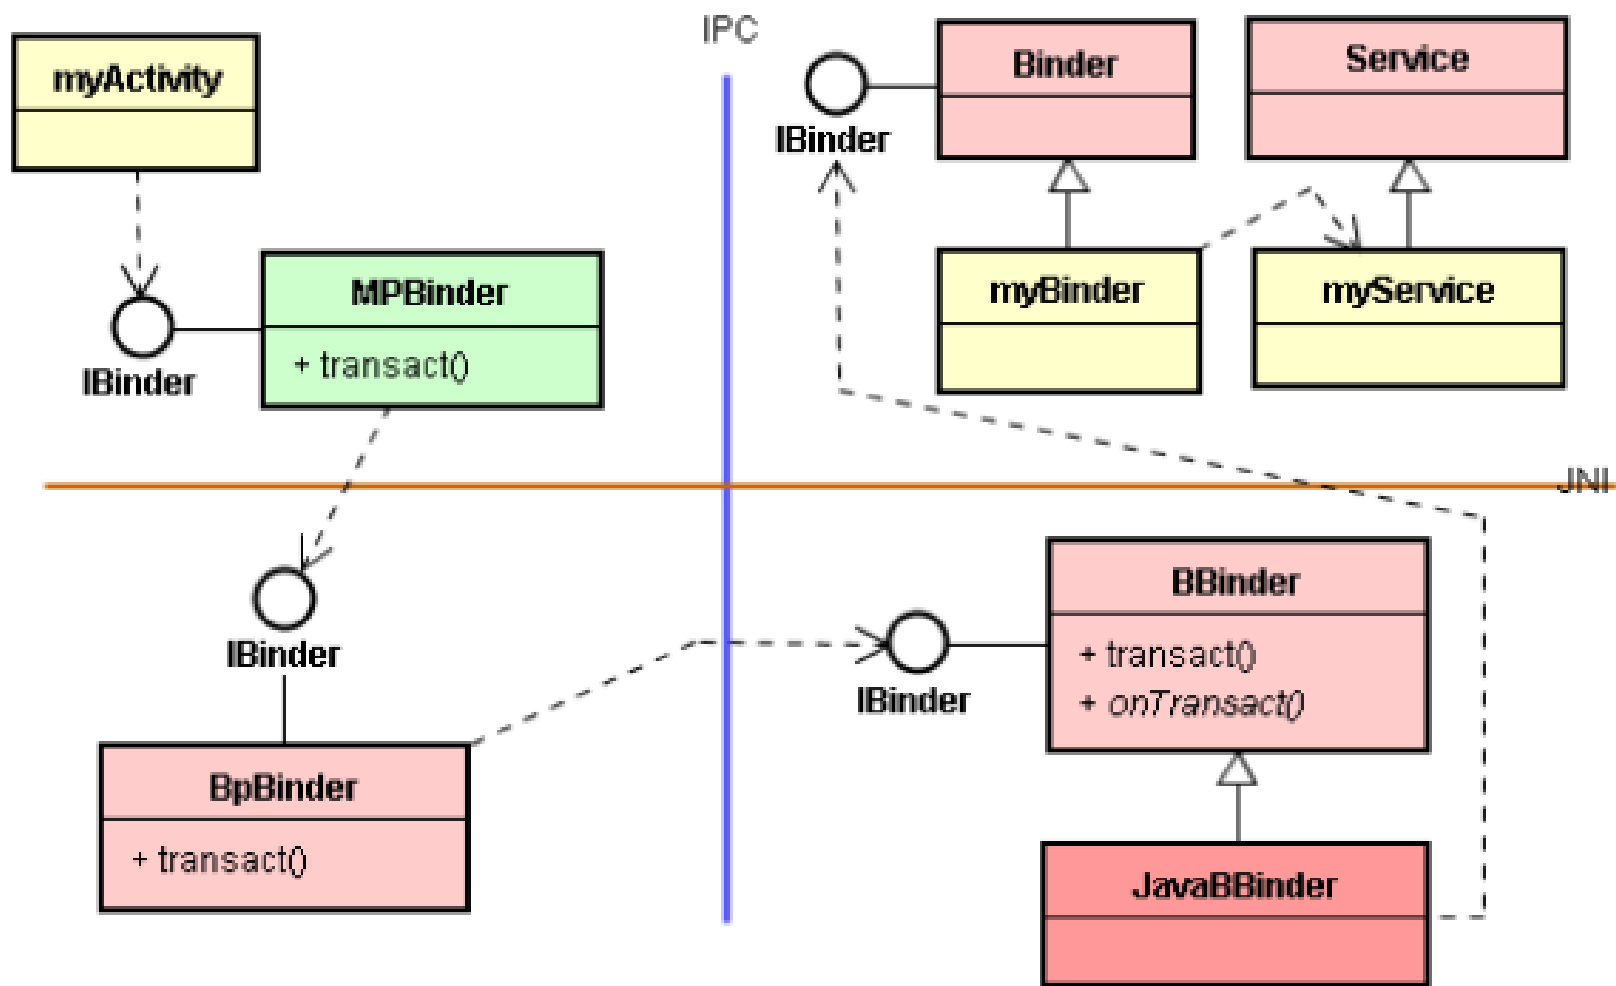 IPC
myActivity
IBinder
MPBinder
+ transact()
IBinder
Binder
Service
myBinder
myService
JNI
IBinder
BpBinder
+ transact()
IBinder
BBinder
+ transact()
+ onTransact()
JavaBBinder